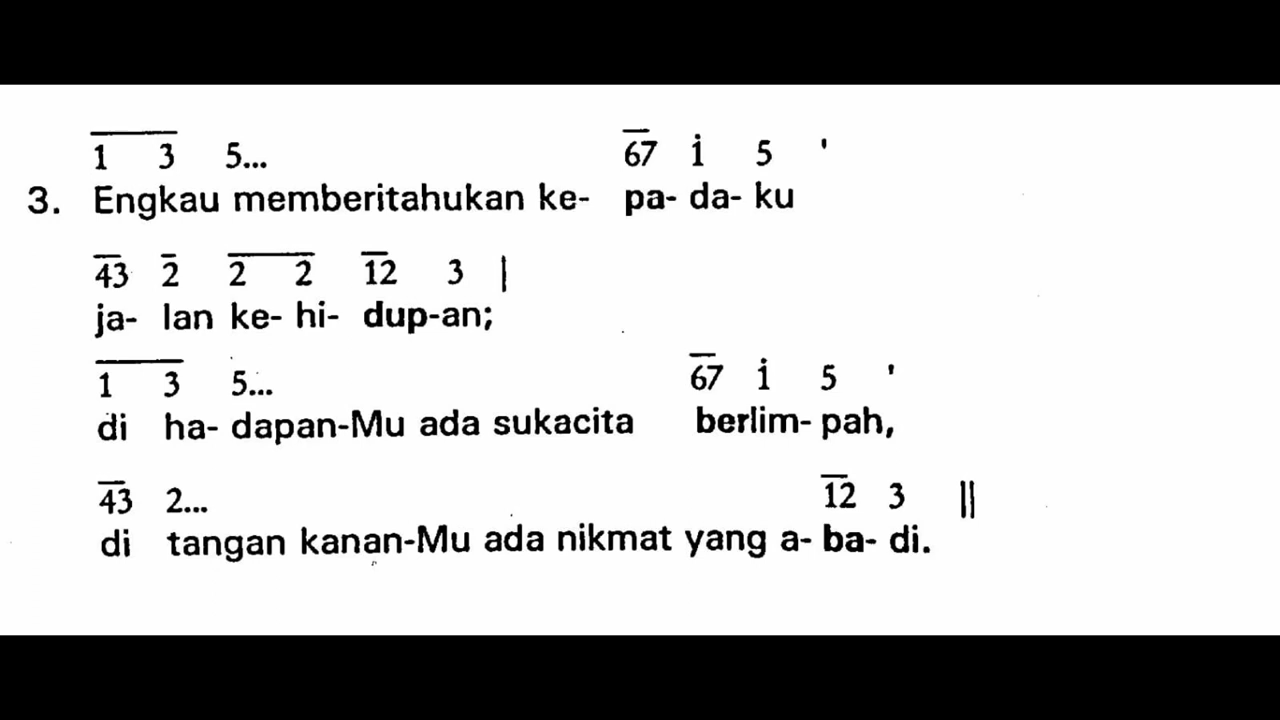 1 3 5... 67 i 5 '
3. Engkau memberitahukan ke- pa- da- ku
43 2 2 2 12 3 |
ja- lan ke- hi- dup-an;
1 3 5... 67 i 5 '
di ha- dapan-Mu ada sukacita berlim- pah,
43 2... 12 3 ||
di tangan kanan-Mu ada nikmat yang a- ba- di.